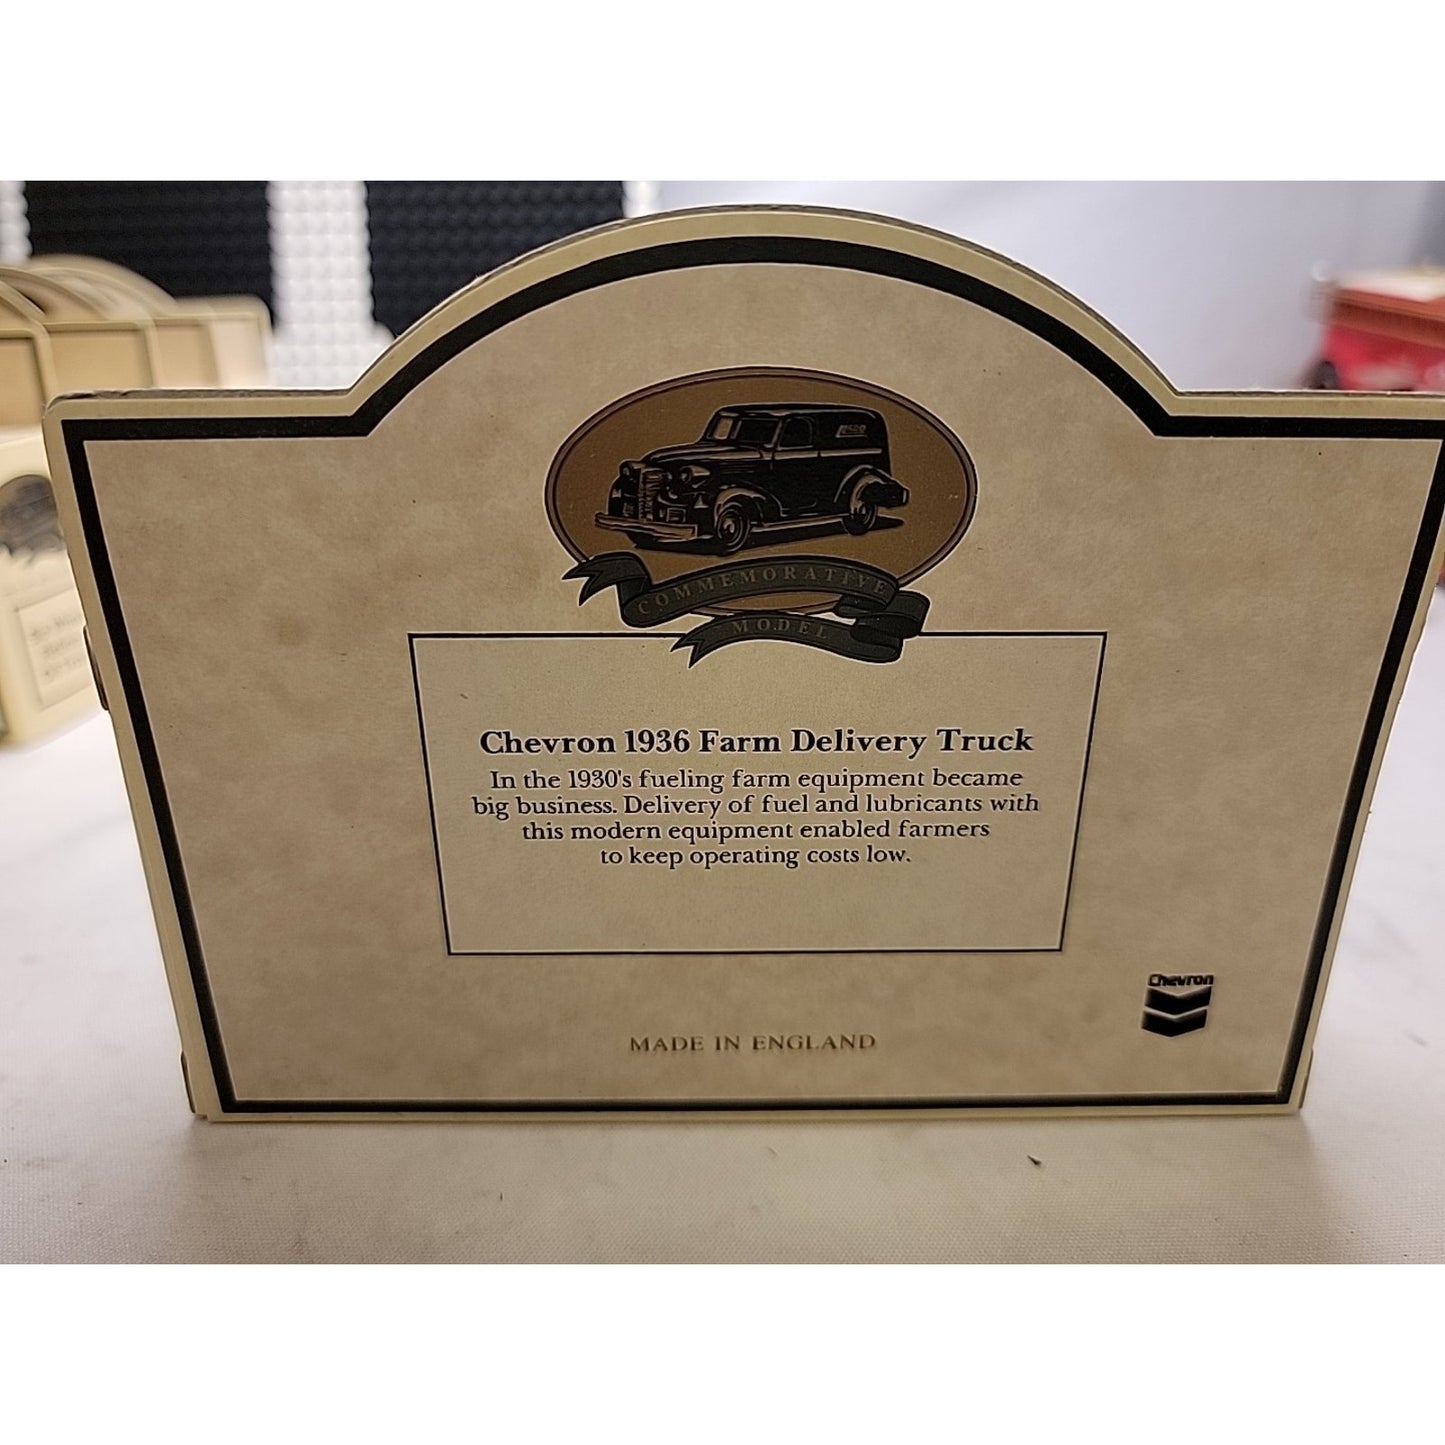 COMMEMORATIVE
MODEL
Chevron 1936 Farm Delivery Truck
In the 1930's fueling farm equipment became
big business. Delivery of fuel and lubricants with
this modern equipment enabled farmers
to keep operating costs low.
Chevron
MADE IN ENGLAND